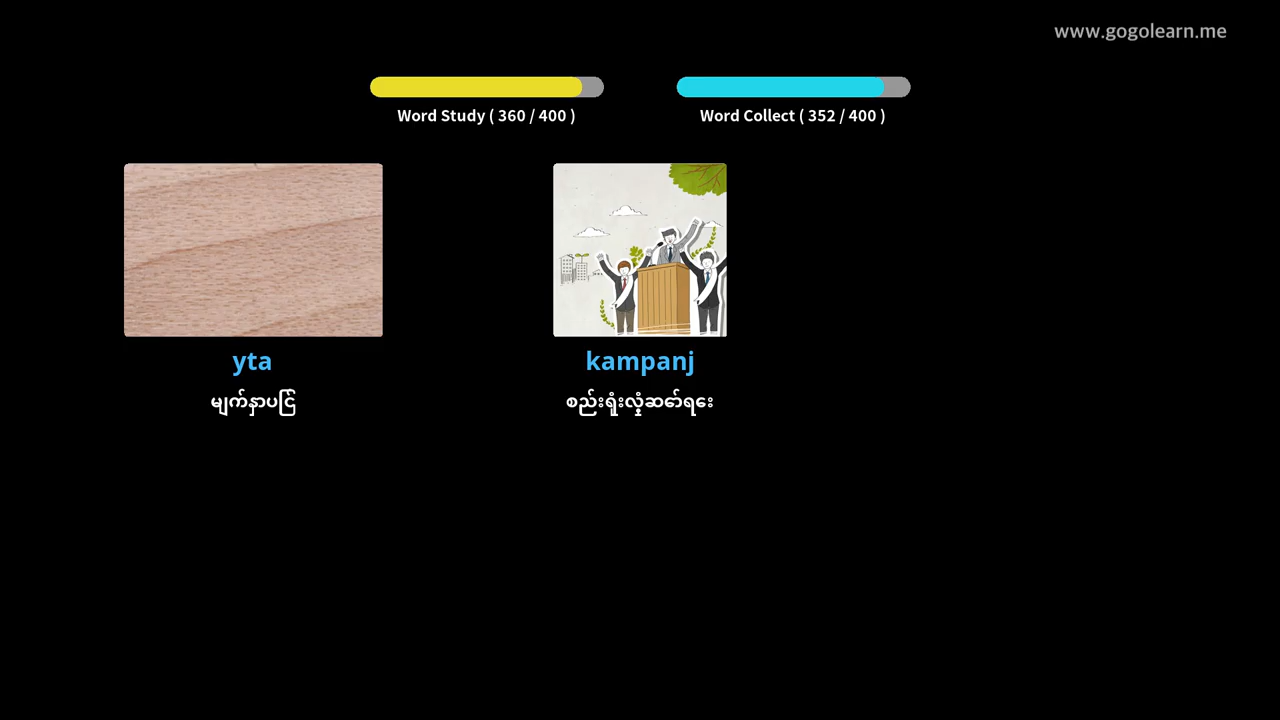 www.gogolearn.me
Word Study ( 360 / 400 )
Word Collect ( 352 / 400 )
yta
မျက်နှာပြင်
kampanj
စည်းရုံးလှုံ့ဆော်ရေး